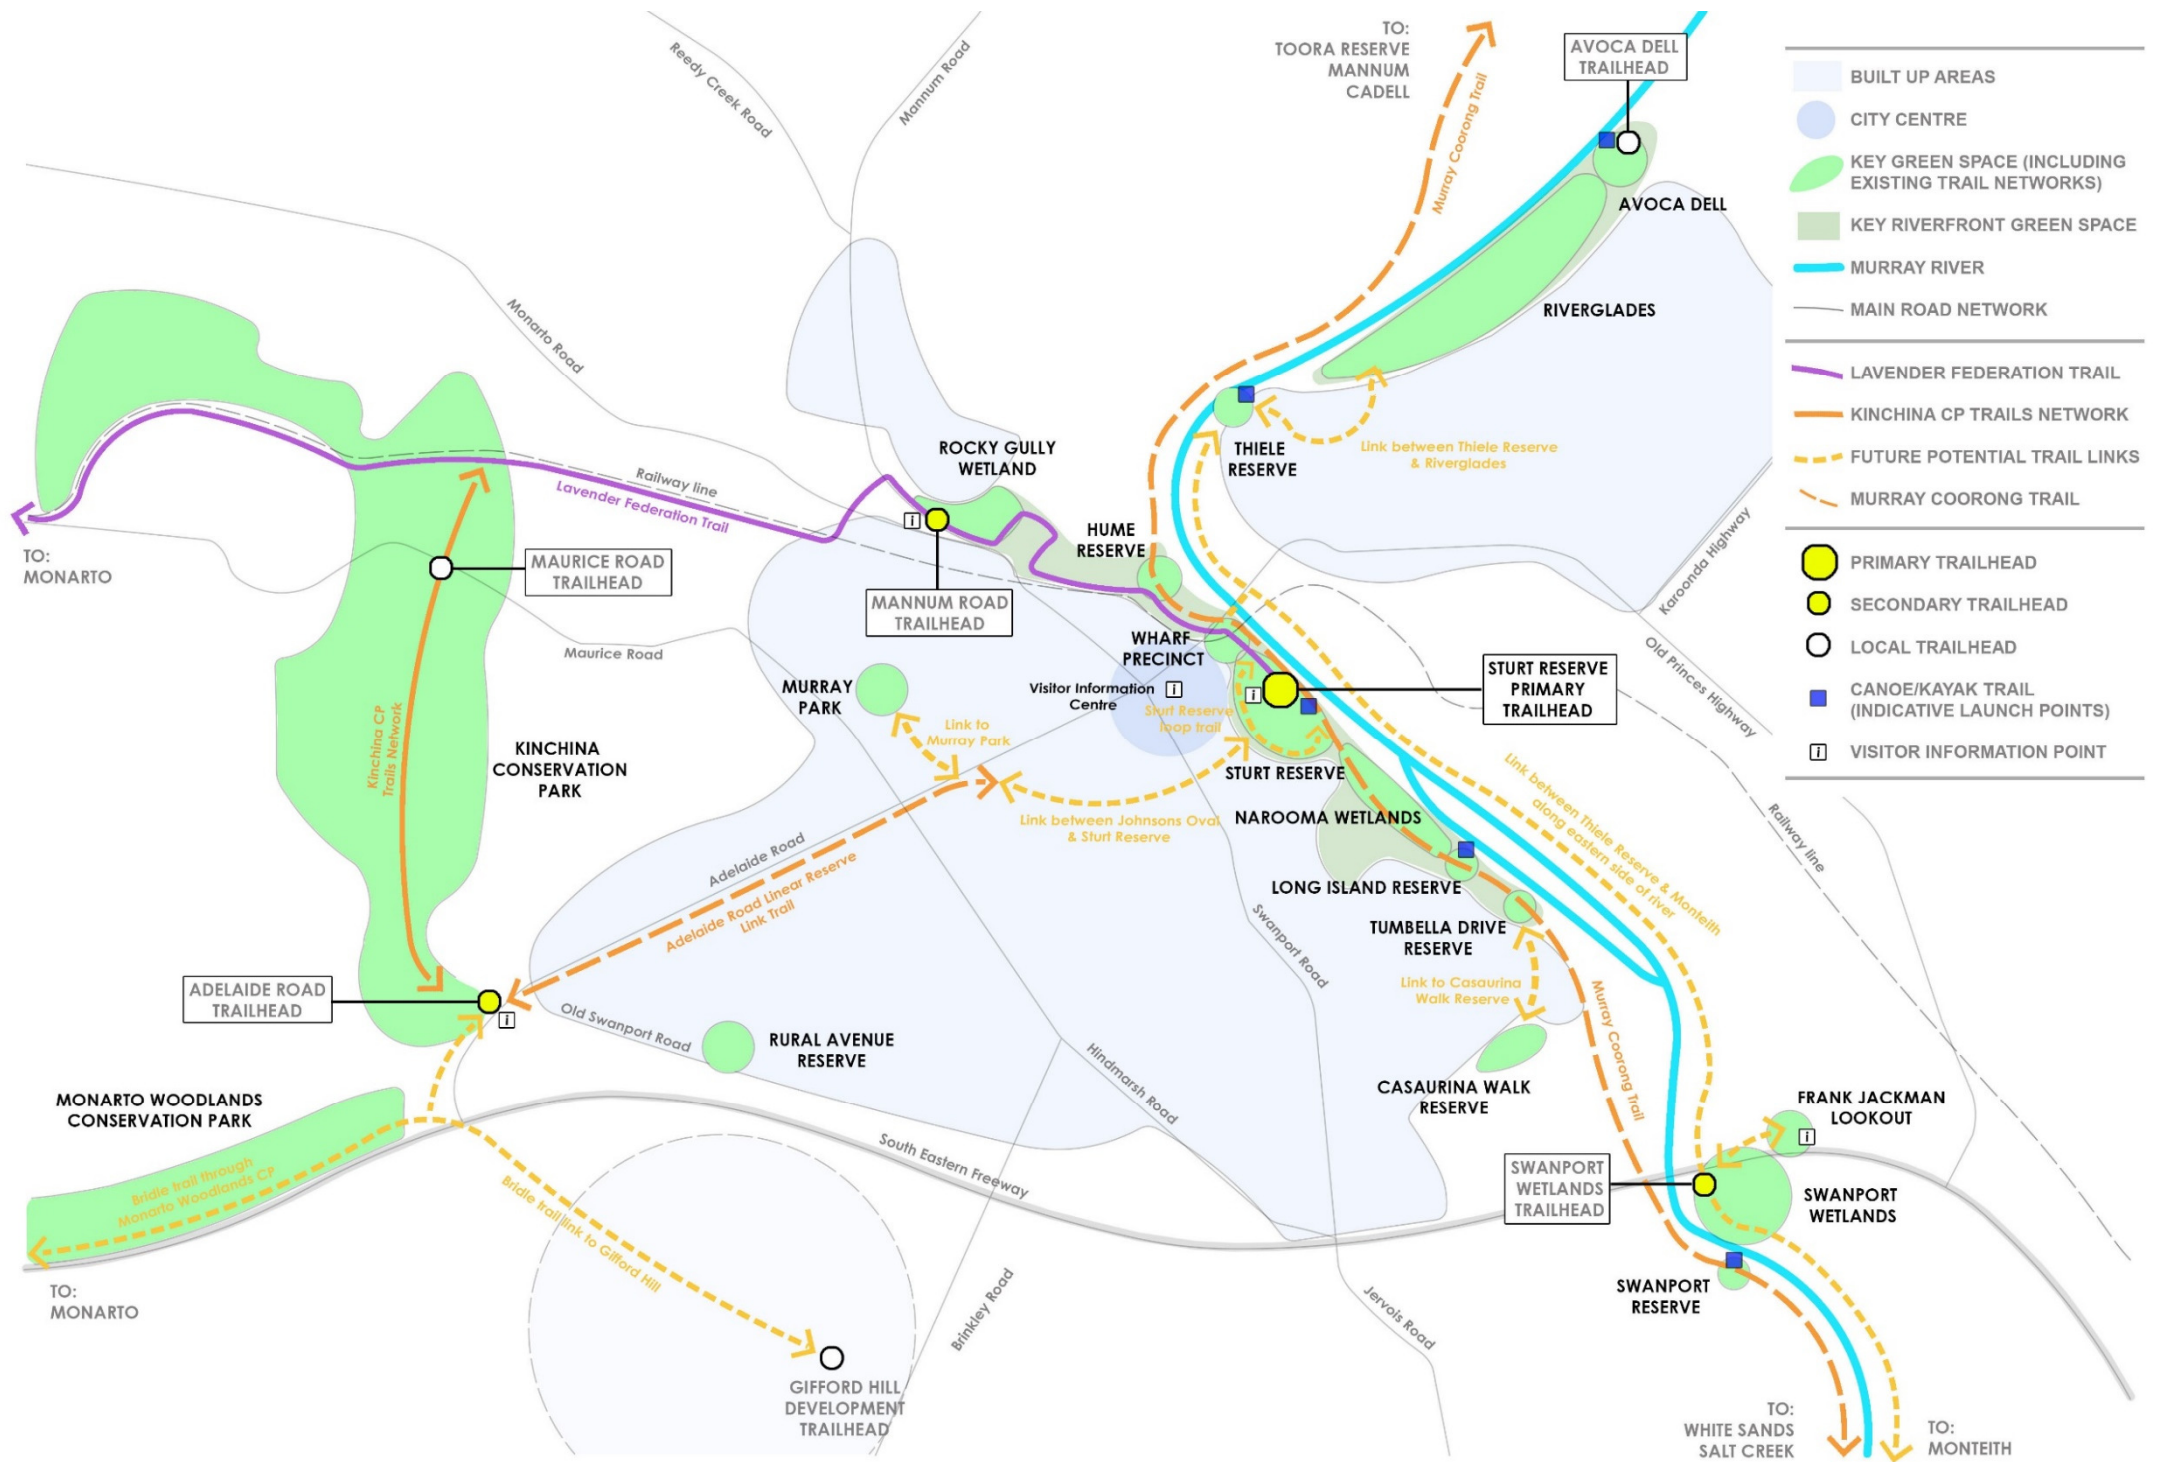 TO:
TOORA RESERVE
MANNUM
CADELL
AVOCA DELL
TRAILHEAD
Reedy Creek Road
Mannum Road
Murray Coorong Trail
AVOCA DELL
RIVERGLADES
Monarto Road
ROCKY GULLY
WETLAND
THIELE
RESERVE
Link between Thiele Reserve
& Riverglades
Railway line
Lavender Federation Trail
HUME
RESERVE
Karoonda Highway
TO:
MONARTO
MAURICE ROAD
TRAILHEAD
MANNUM ROAD
TRAILHEAD
Maurice Road
WHARF
PRECINCT
Old Princes Highway
STURT RESERVE
PRIMARY
TRAILHEAD
MURRAY
PARK
Visitor Information
Centre
i
i
i
Sturt Reserve
loop trail
Link to
Murray Park
Kinchina CP
Trails Network
KINCHINA
CONSERVATION
PARK
STURT RESERVE
Link between Johnsons Oval
& Sturt Reserve
NAROOMA WETLANDS
Link between Thiele Reserve & Monteith
along eastern side of river
Railway line
Adelaide Road
Adelaide Road Linear Reserve
Link Trail
LONG ISLAND RESERVE
TUMBELLA DRIVE
RESERVE
Swanport Road
Link to Casaurina
Walk Reserve
ADELAIDE ROAD
TRAILHEAD
i
Old Swanport Road
RURAL AVENUE
RESERVE
Hindmarsh Road
Murray Coorong Trail
CASAURINA WALK
RESERVE
FRANK JACKMAN
LOOKOUT
i
MONARTO WOODLANDS
CONSERVATION PARK
Bridle trail through
Monarto Woodlands CP
South Eastern Freeway
SWANPORT
WETLANDS
TRAILHEAD
SWANPORT
WETLANDS
Bridle trail link to Gifford Hill
TO:
MONARTO
Brinkley Road
Jervois Road
SWANPORT
RESERVE
GIFFORD HILL
DEVELOPMENT
TRAILHEAD
TO:
WHITE SANDS
SALT CREEK
TO:
MONTEITH
BUILT UP AREAS
CITY CENTRE
KEY GREEN SPACE (INCLUDING
EXISTING TRAIL NETWORKS)
KEY RIVERFRONT GREEN SPACE
MURRAY RIVER
MAIN ROAD NETWORK
LAVENDER FEDERATION TRAIL
KINCHINA CP TRAILS NETWORK
FUTURE POTENTIAL TRAIL LINKS
MURRAY COORONG TRAIL
PRIMARY TRAILHEAD
SECONDARY TRAILHEAD
LOCAL TRAILHEAD
CANOE/KAYAK TRAIL
(INDICATIVE LAUNCH POINTS)
i
VISITOR INFORMATION POINT